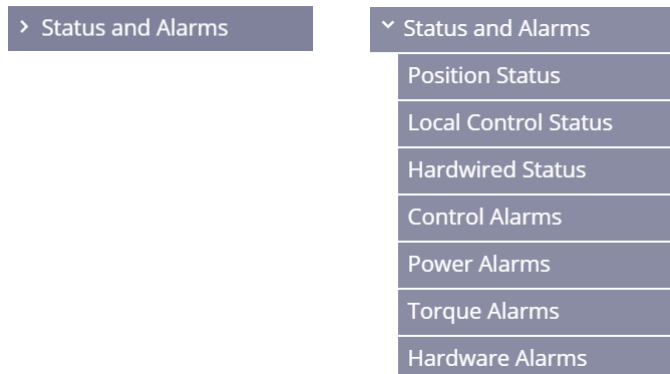 Status and Alarms
Status and Alarms
Position Status
Local Control Status
Hardwired Status
Control Alarms
Power Alarms
Torque Alarms
Hardware Alarms